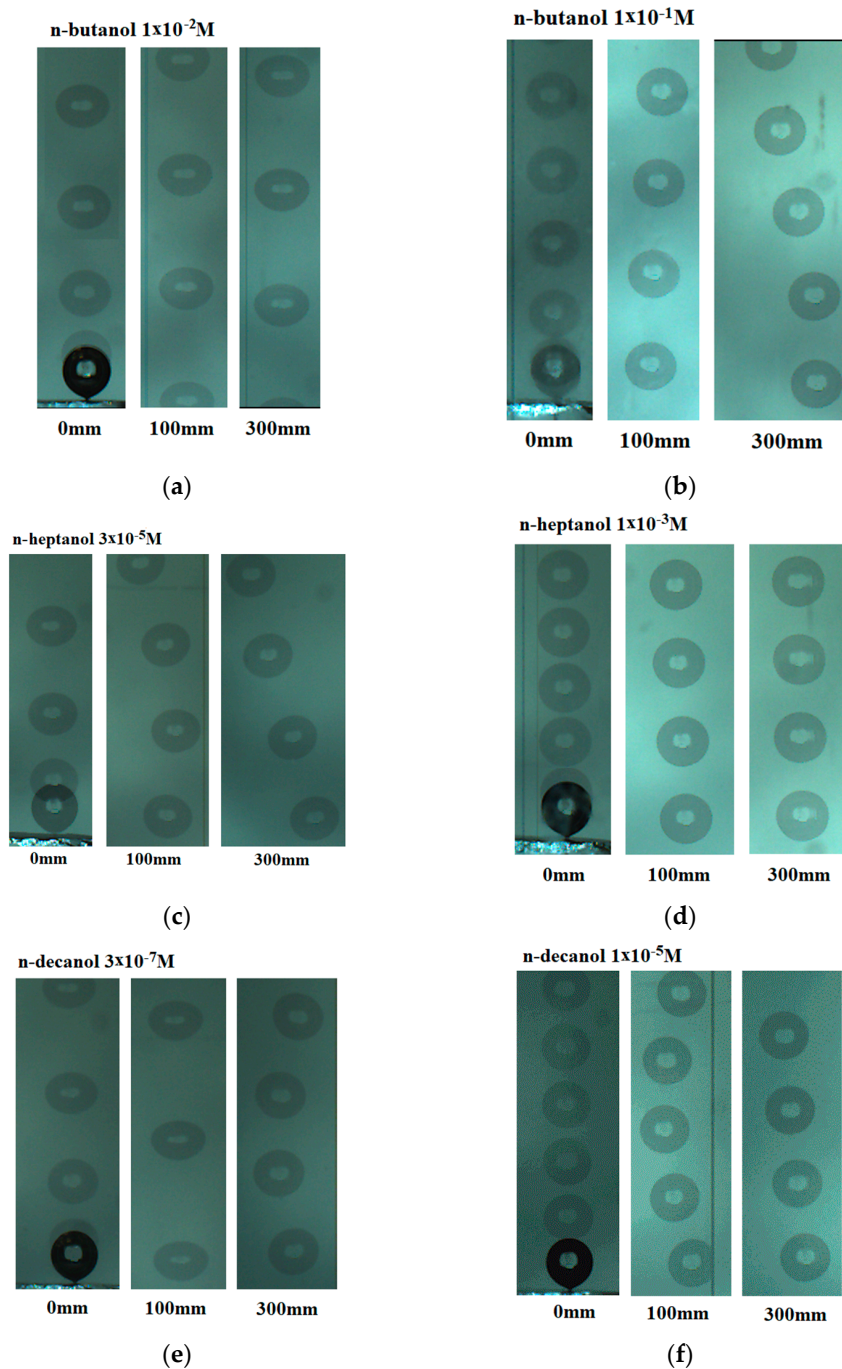 n-butanol 1x10⁻²M
n-butanol 1x10⁻¹M
0mm 100mm 300mm
0mm 100mm 300mm
(a)
(b)
n-heptanol 3x10⁻⁵M
n-heptanol 1x10⁻³M
0mm 100mm 300mm
0mm 100mm 300mm
(c)
(d)
n-decanol 3x10⁻⁷M
n-decanol 1x10⁻⁵M
0mm 100mm 300mm
0mm 100mm 300mm
(e)
(f)